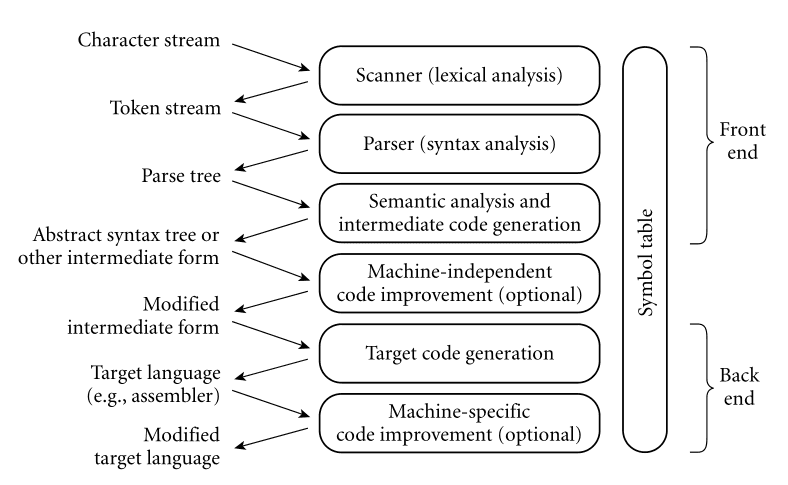 Character stream
Scanner (lexical analysis)
Token stream
Parser (syntax analysis)
Parse tree
Semantic analysis and
intermediate code generation
Abstract syntax tree or
other intermediate form
Machine-independent
code improvement (optional)
Modified
intermediate form
Target code generation
Target language
(e.g., assembler)
Machine-specific
code improvement (optional)
Modified
target language
Symbol table
Front
end
Back
end